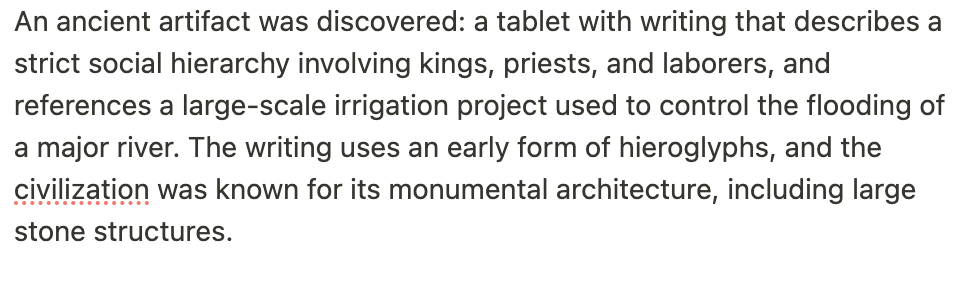 An ancient artifact was discovered: a tablet with writing that describes a
strict social hierarchy involving kings, priests, and laborers, and
references a large-scale irrigation project used to control the flooding of
a major river. The writing uses an early form of hieroglyphs, and the
civilization was known for its monumental architecture, including large
stone structures.